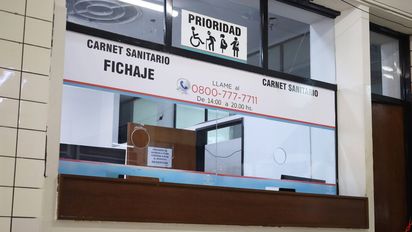 PRIORIDAD
CARNET SANITARIO
FICHAJE
LLAME al
0800-777-7711
De 14:00 a 20:00 hs.
CARNET SANITARIO